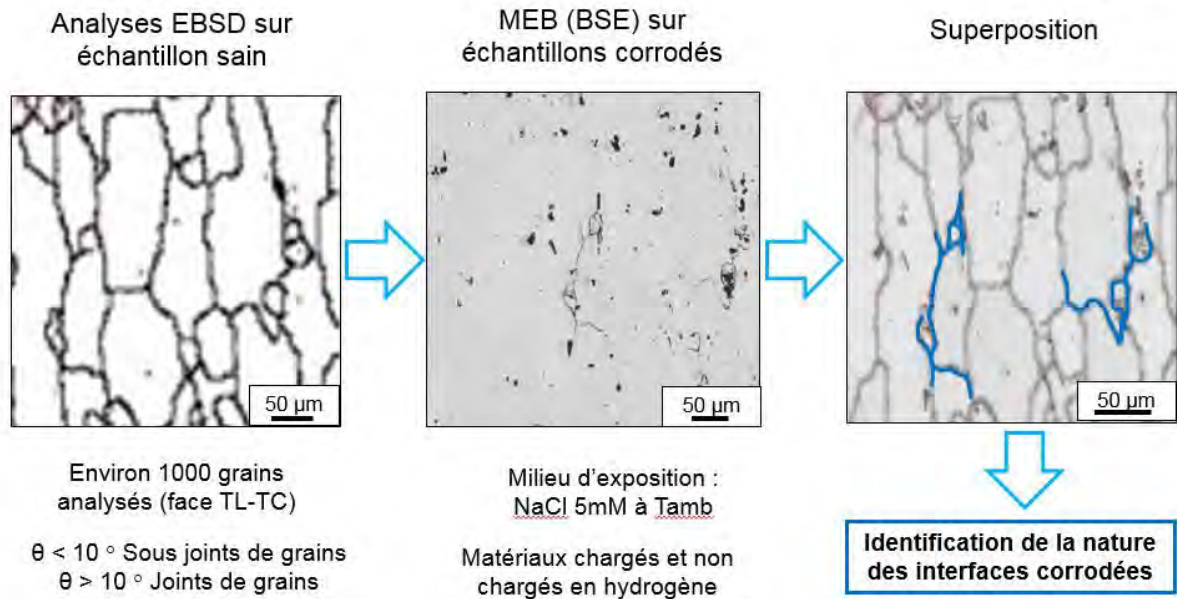 Analyses EBSD sur
échantillon sain
MEB (BSE) sur
échantillons corrodés
Superposition
50 µm
50 µm
50 µm
Environ 1000 grains
analysés (face TL-TC)
θ < 10 ° Sous joints de grains
θ > 10 ° Joints de grains
Milieu d’exposition :
NaCl 5mM à Tamb
Matériaux chargés et non
chargés en hydrogène
Identification de la nature
des interfaces corrodées